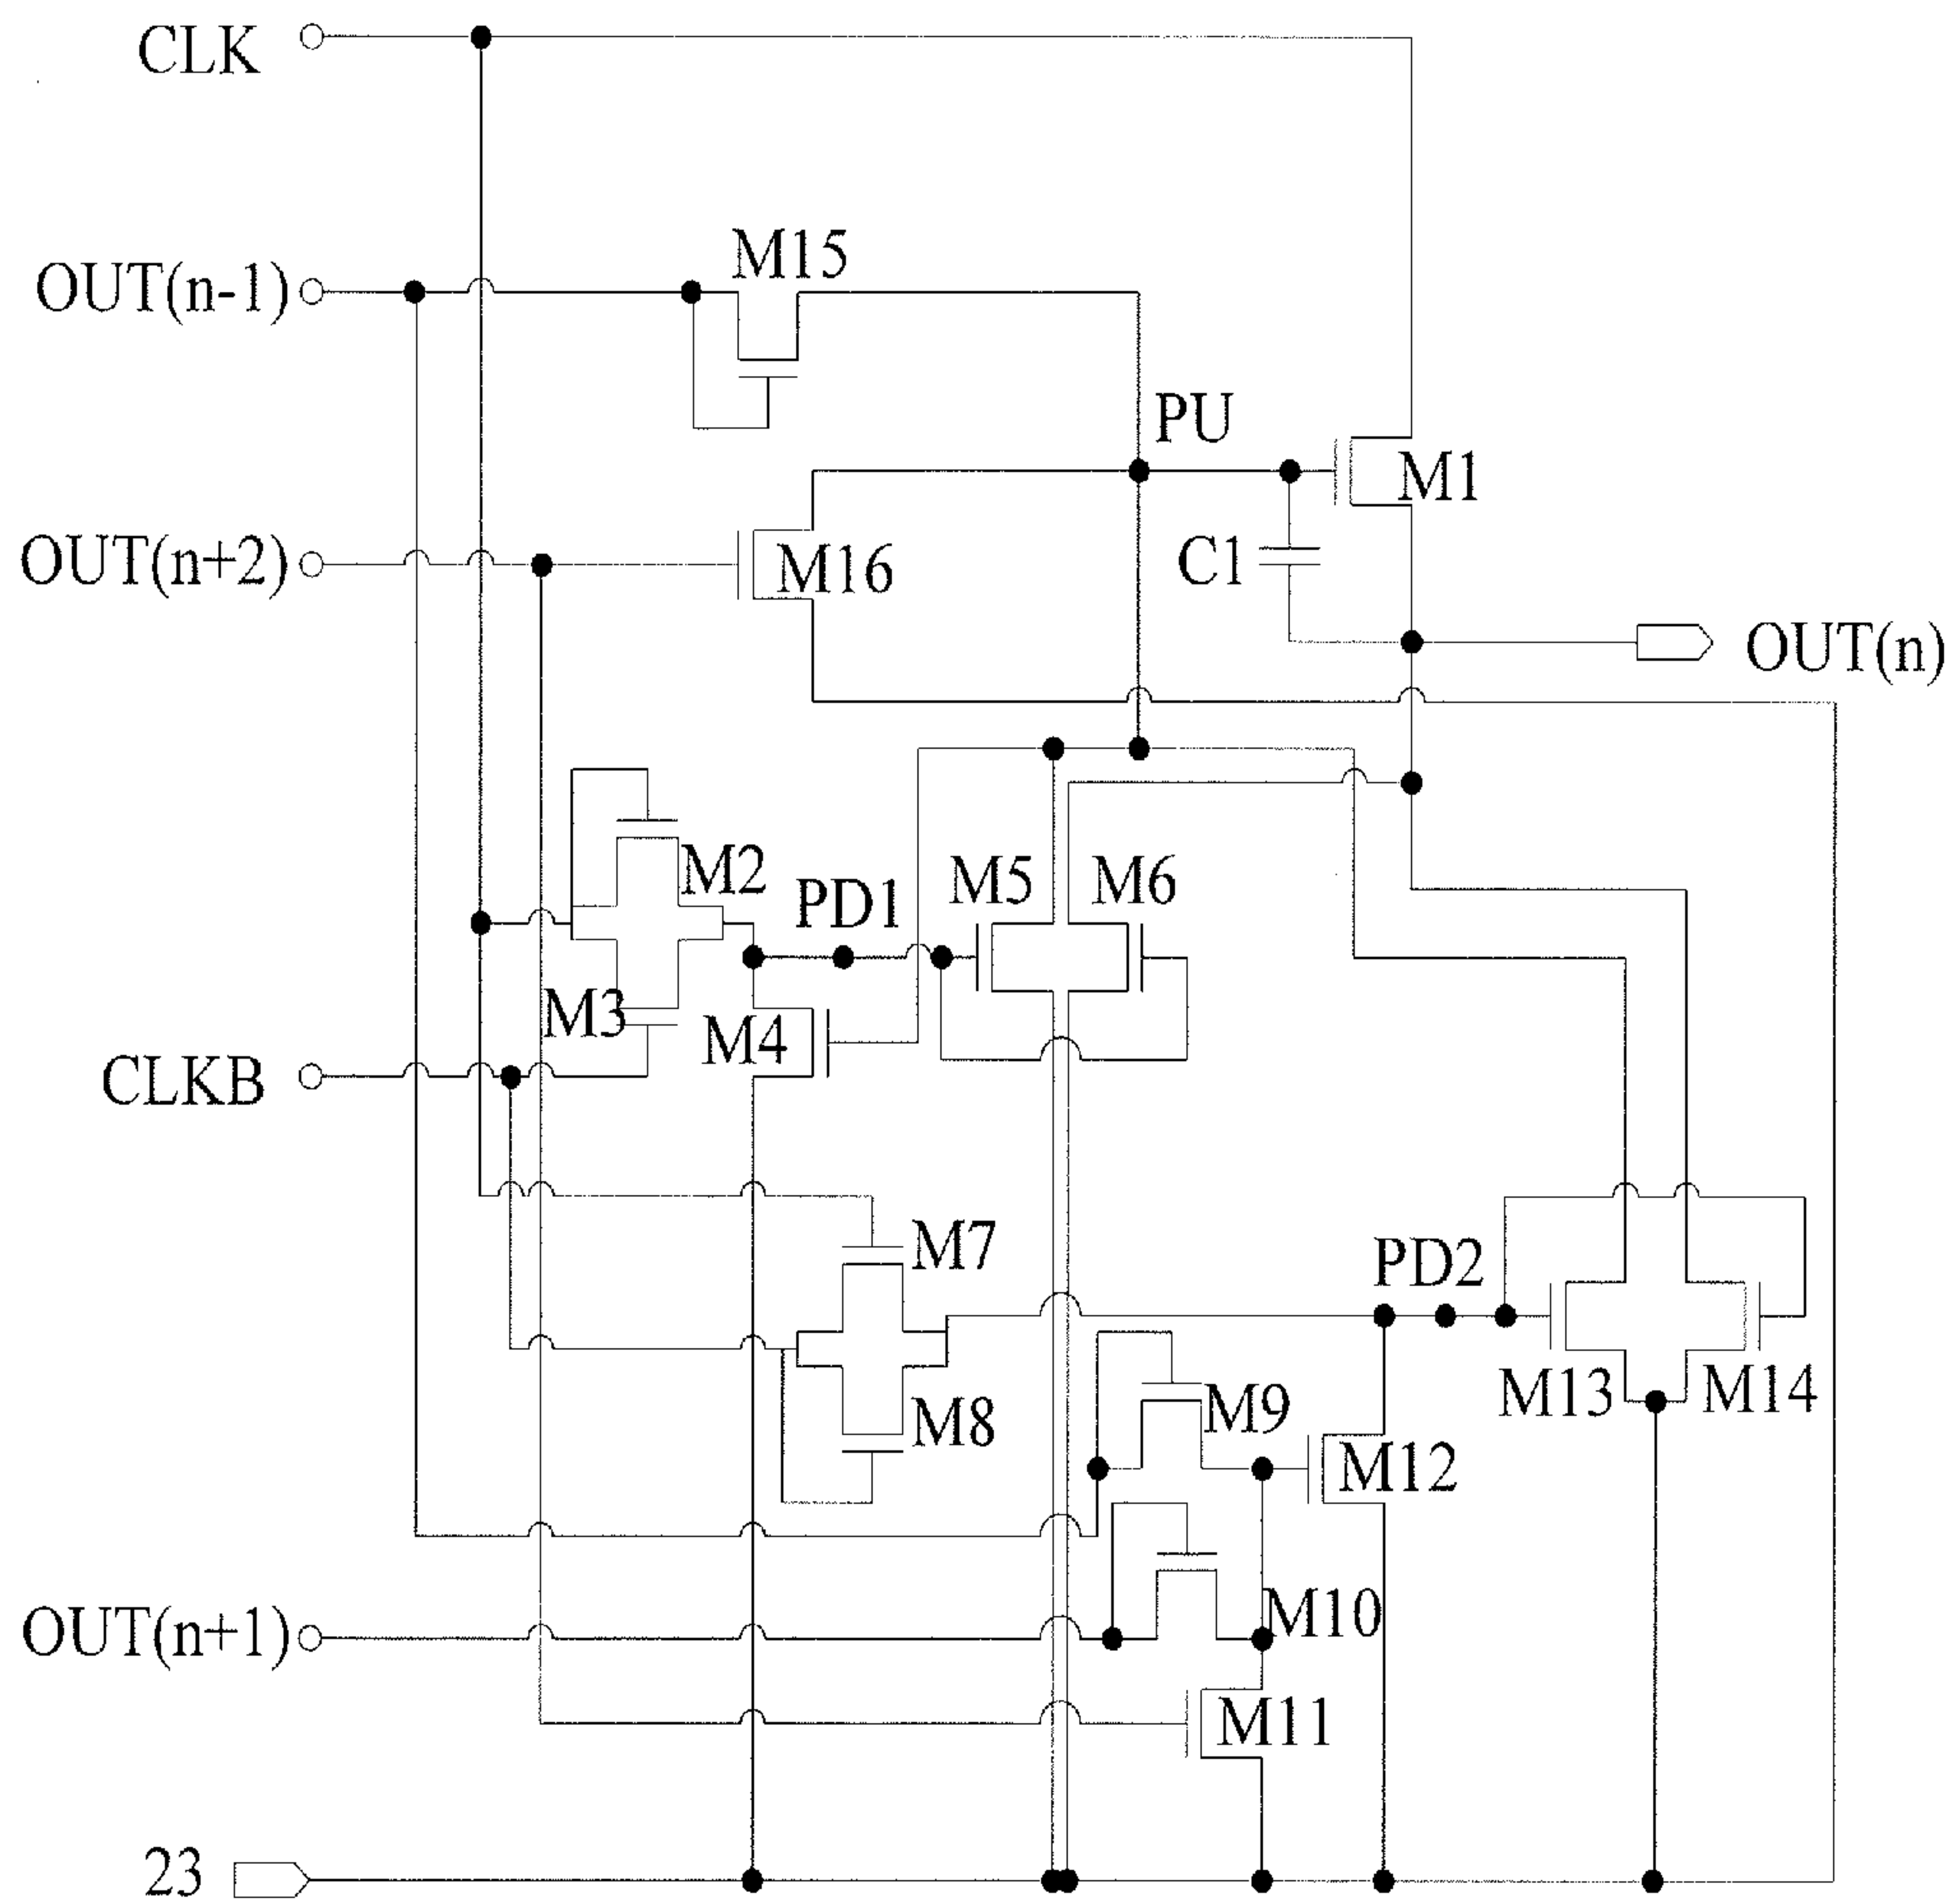 CLK
M15
OUT(n-1)
PU
M1
OUT(n+2)
M16
C1
OUT(n)
M2
PD1
M5
M6
M3
M4
CLKB
M7
PD2
M13
M14
M9
M8
M12
M10
OUT(n+1)
M11
23